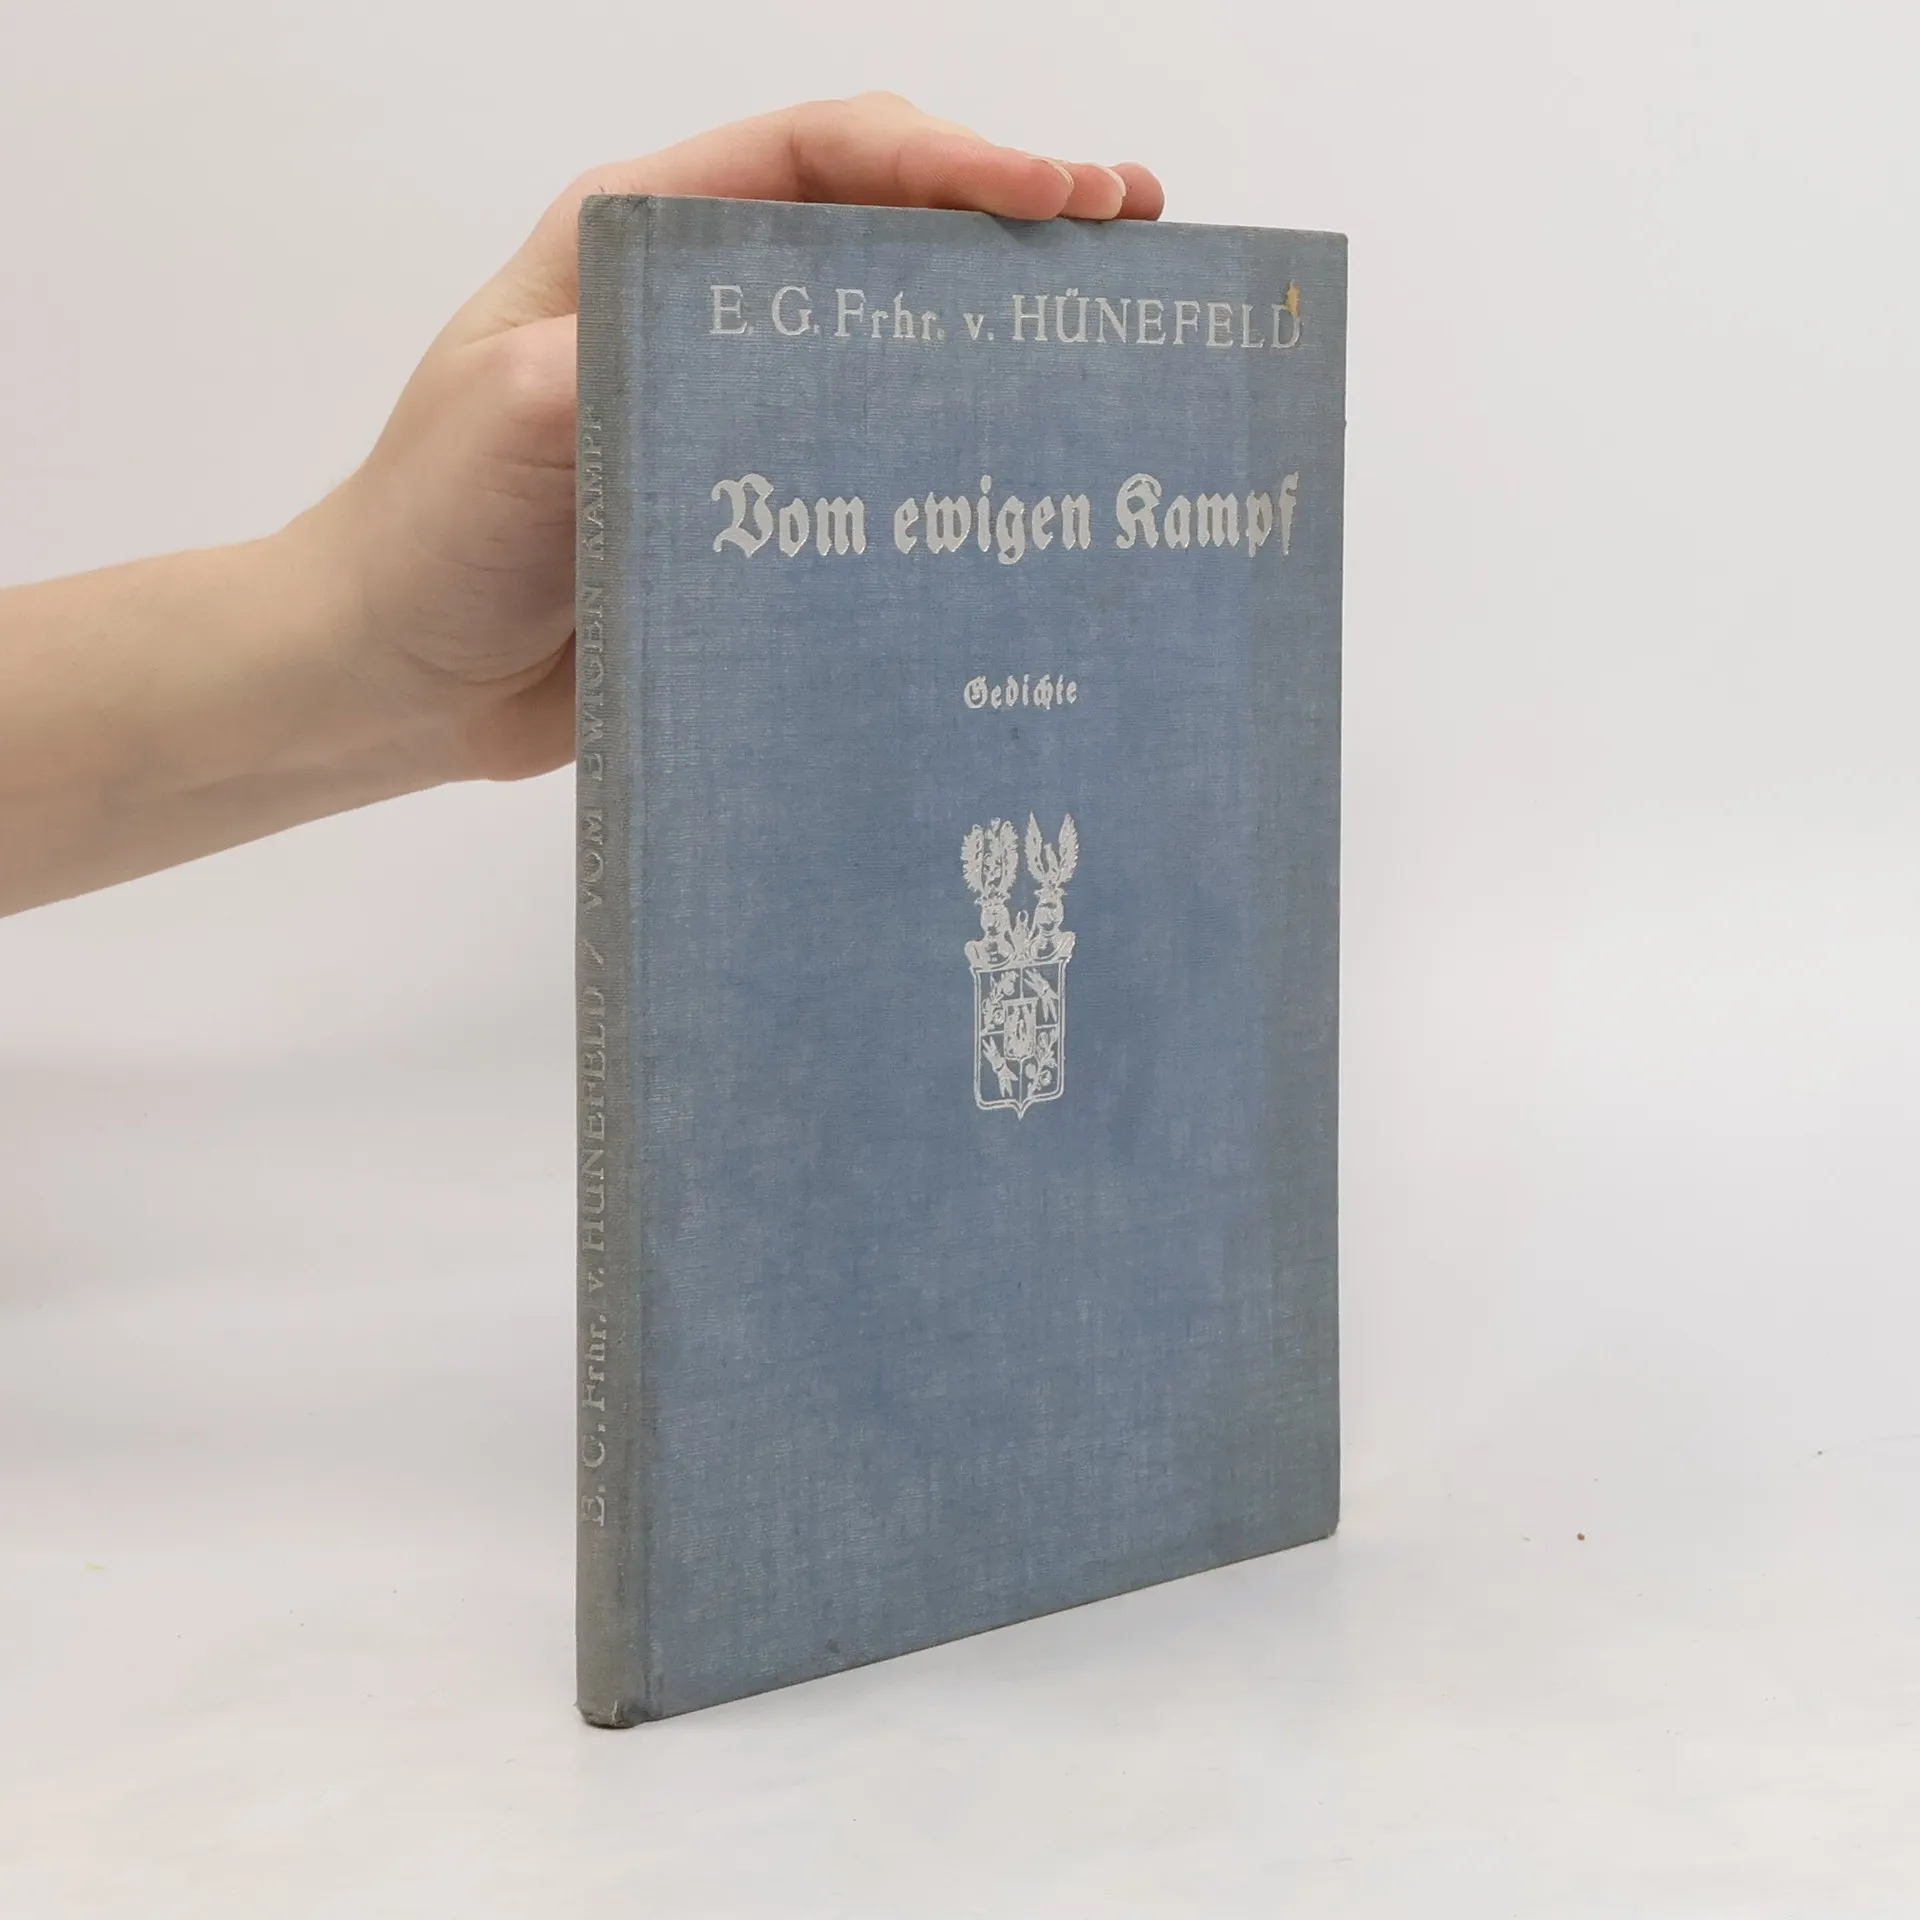 E. G. Frhr. v. HÜNEFELD
Vom ewigen Kampf
Gedichte
E. G. Frhr. v. HÜNEFELD / VOM EWIGEN KAMPF